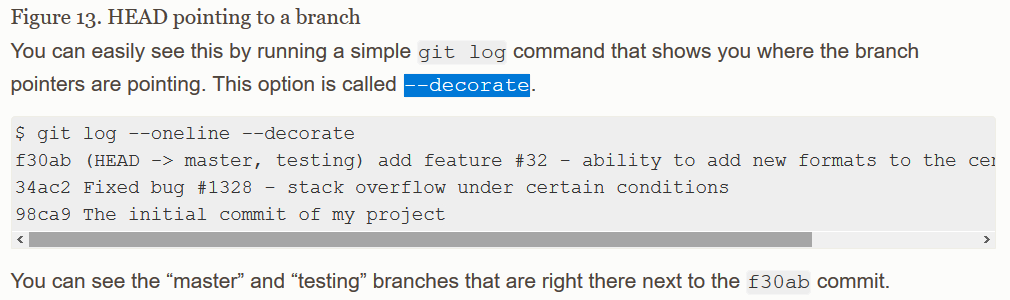 Figure 13. HEAD pointing to a branch
You can easily see this by running a simple git log command that shows you where the branch
pointers are pointing. This option is called --decorate.
$ git log --oneline --decorate
f30ab (HEAD -> master, testing) add feature #32 - ability to add new formats to the
34ac2 Fixed bug #1328 - stack overflow under certain conditions
98ca9 The initial commit of my project
You can see the “master” and “testing” branches that are right there next to the f30ab commit.